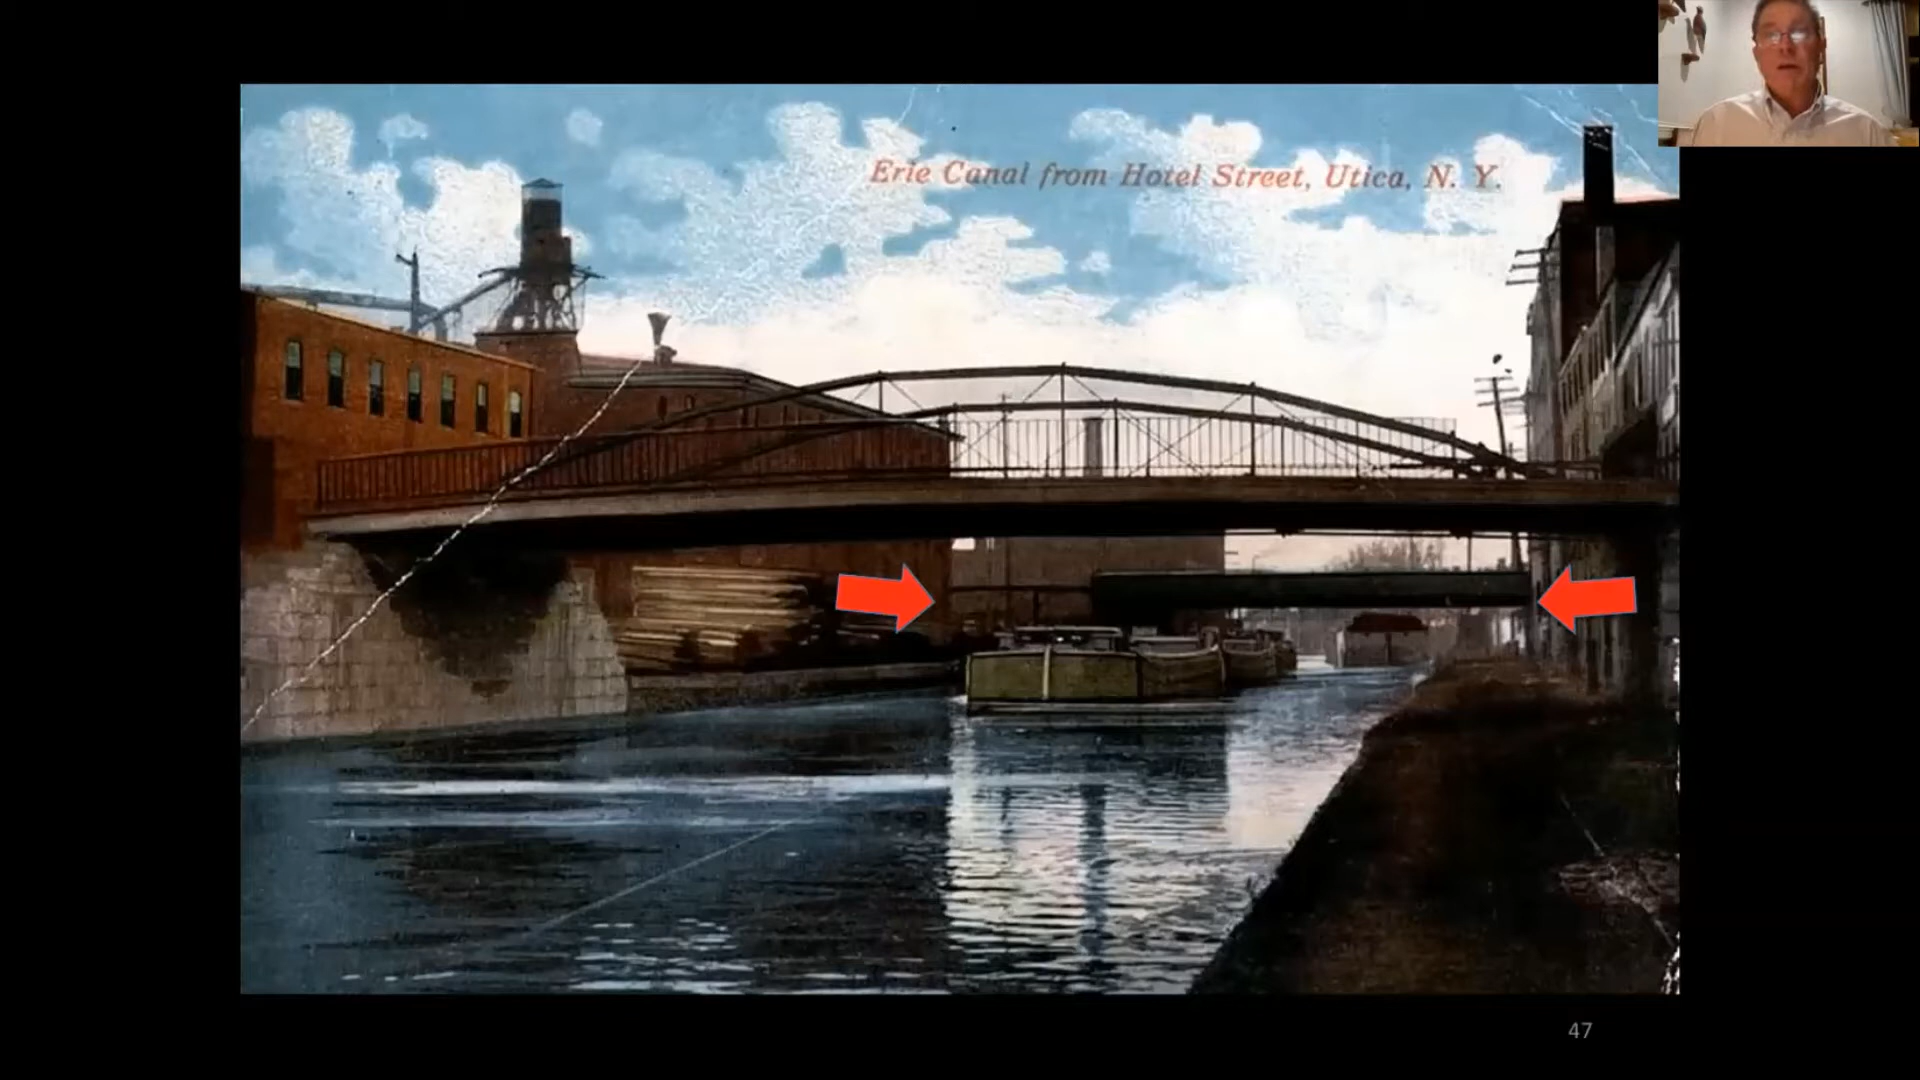 Erie Canal from Hotel Street, Utica, N. Y.
47